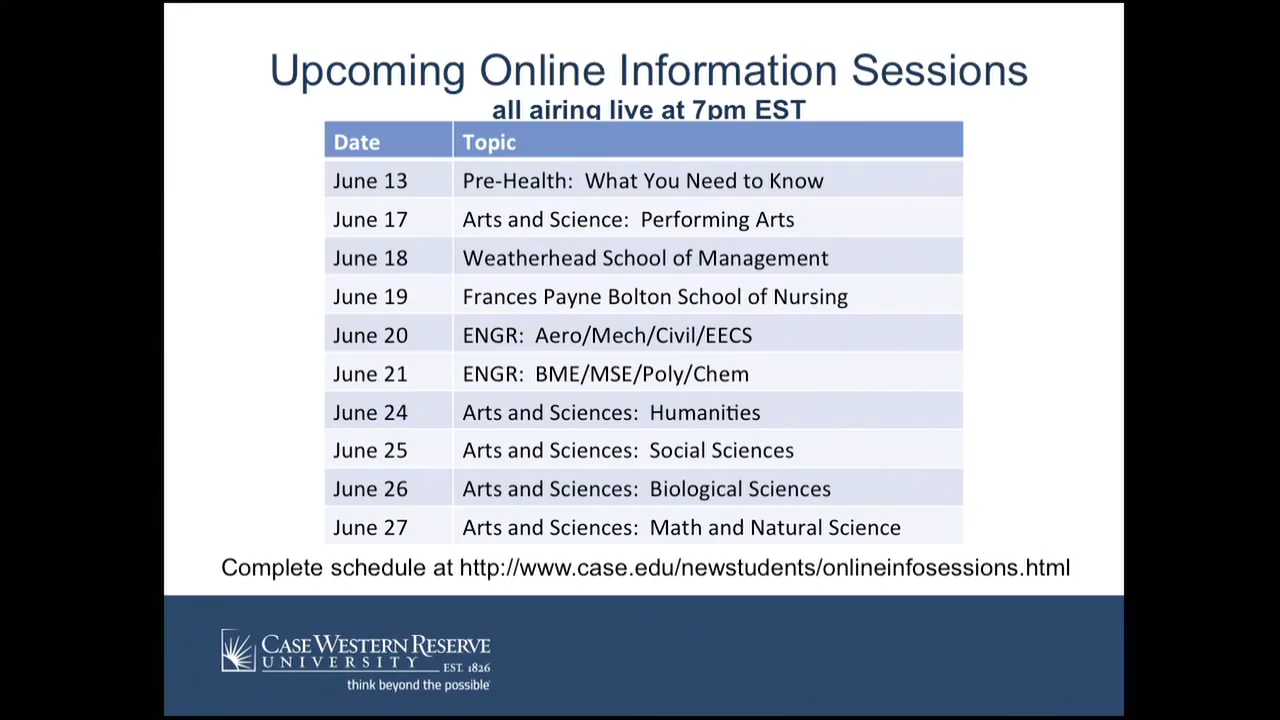 Upcoming Online Information Sessions
all airing live at 7pm EST
Date Topic
June 13 Pre-Health: What You Need to Know
June 17 Arts and Science: Performing Arts
June 18 Weatherhead School of Management
June 19 Frances Payne Bolton School of Nursing
June 20 ENGR: Aero/Mech/Civil/EECS
June 21 ENGR: BME/MSE/Poly/Chem
June 24 Arts and Sciences: Humanities
June 25 Arts and Sciences: Social Sciences
June 26 Arts and Sciences: Biological Sciences
June 27 Arts and Sciences: Math and Natural Science
Complete schedule at http://www.case.edu/newstudents/onlineinfosessions.html
CASE WESTERN RESERVE
UNIVERSITY EST. 1826
think beyond the possible